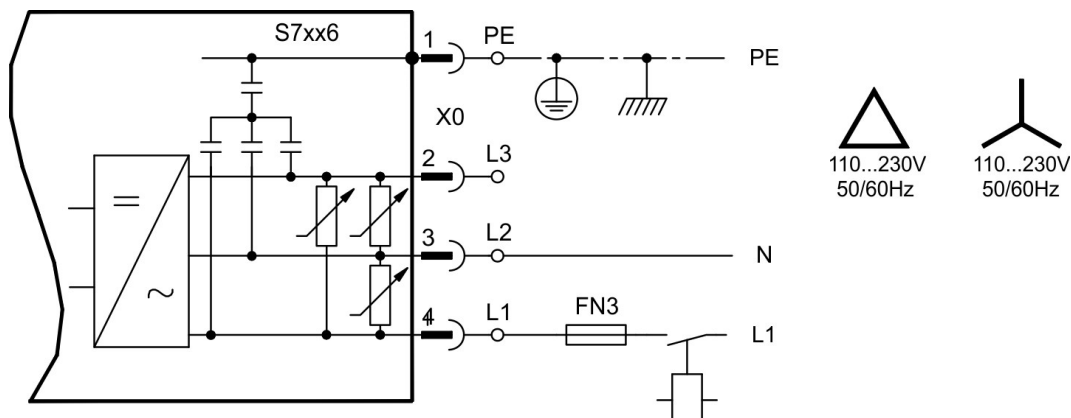 S7xx6
1 PE PE
X0
2 L3
3 L2 N
4 L1 FN3 L1
110...230V
50/60Hz
110...230V
50/60Hz